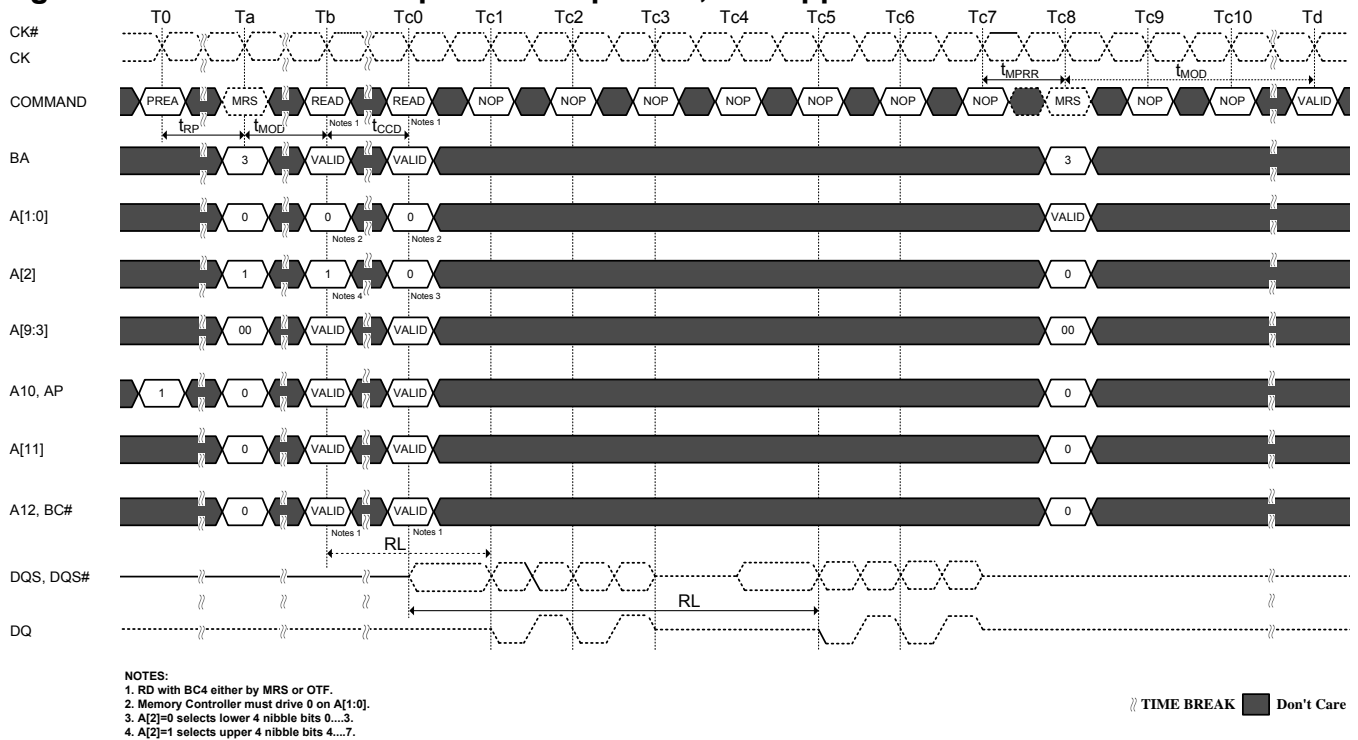 T0 Ta Tb Tc0 Tc1 Tc2 Tc3 Tc4 Tc5 Tc6 Tc7 Tc8 Tc9 Tc10 Td
CK#
CK
tMPRR tMOD
COMMAND PREA MRS READ READ NOP NOP NOP NOP NOP NOP NOP MRS NOP NOP VALID
Notes 1 Notes 1
tRP tMOD tCCD
BA 3 VALID VALID 3
A[1:0] 0 0 0 VALID
Notes 2 Notes 2
A[2] 1 1 0 0
Notes 4 Notes 3
A[9:3] 00 VALID VALID 00
A10, AP 1 0 VALID VALID 0
A[11] 0 VALID VALID 0
A12, BC# 0 VALID VALID 0
Notes 1 Notes 1
RL
DQS, DQS#
RL
DQ
NOTES:
1. RD with BC4 either by MRS or OTF.
2. Memory Controller must drive 0 on A[1:0].
3. A[2]=0 selects lower 4 nibble bits 0....3.
4. A[2]=1 selects upper 4 nibble bits 4....7.
TIME BREAK Don't Care